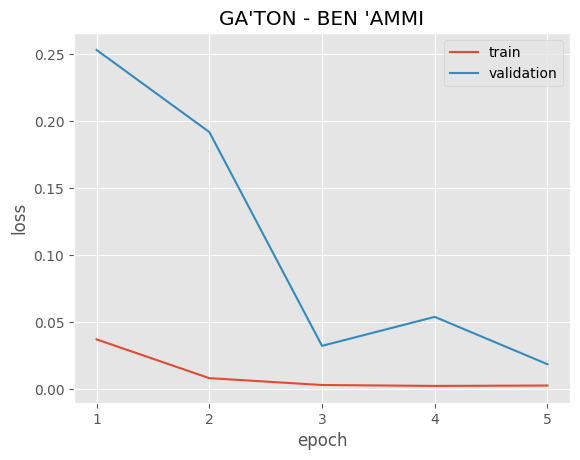 GA'TON - BEN 'AMMI
train
validation
0.25
0.20
0.15
0.10
0.05
0.00
loss
1 2 3 4 5
epoch